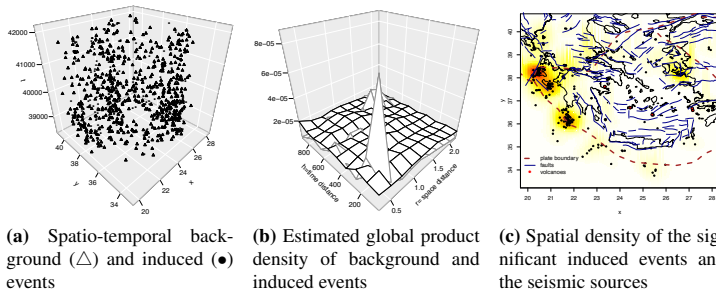 42000
41000
40000
39000
t
40
38
36
34
y
20
22
24
26
28
x
8e−05
6e−05
4e−05
2e−05
800
600
400
200
h=time distance
0.5
1.0
1.5
2.0
r= space distance
40
39
38
37
36
35
34
y
plate boundary
faults
volcanoes
20 21 22 23 24 25 26 27 28
x
(a) Spatio-temporal back-
ground (△) and induced (●)
events
(b) Estimated global product
density of background and
induced events
(c) Spatial density of the sig
nificant induced events an
the seismic sources